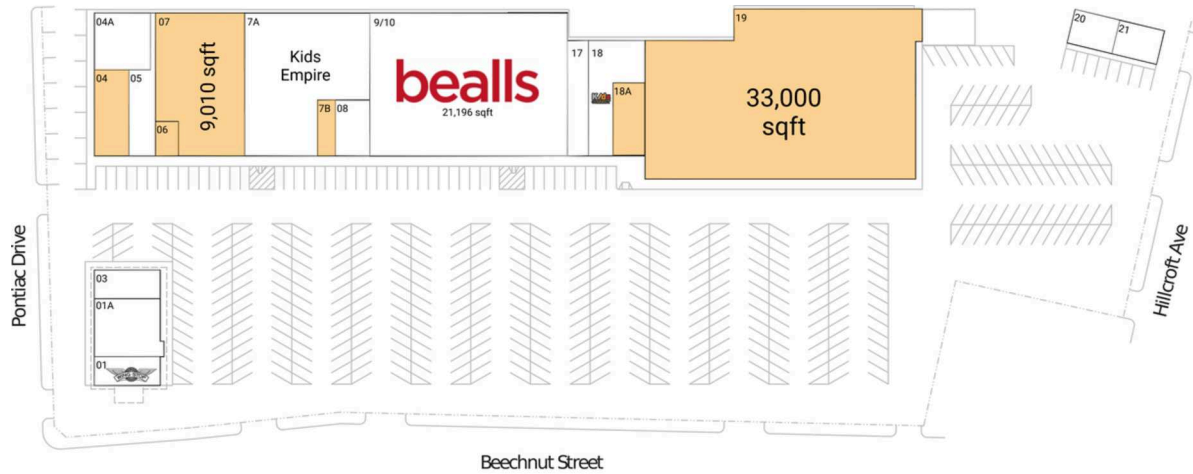 04A
07
7A
9/10
19
20
21
17
18
Kids
Empire
bealls
21,196 sqft
9,010 sqft
04
05
18A
33,000
sqft
7B
08
06
03
01A
01
Pontiac Drive
Hillcroft Ave
Beechnut Street